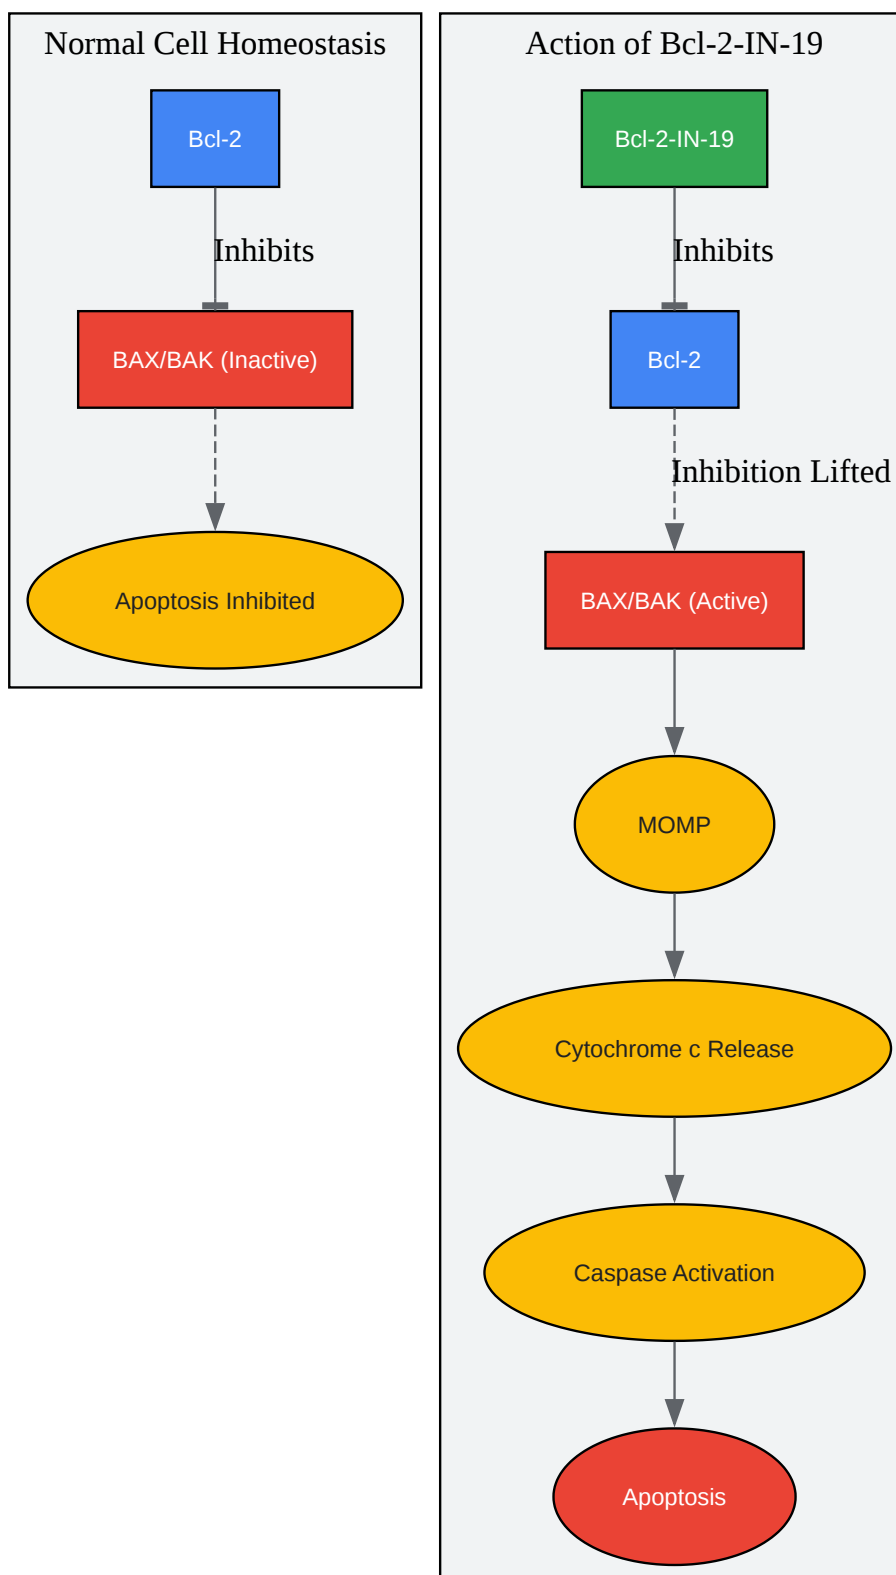 Normal Cell Homeostasis
Bcl-2
Inhibits
BAX/BAK (Inactive)
Apoptosis Inhibited
Action of Bcl-2-IN-19
Bcl-2-IN-19
Inhibits
Bcl-2
Inhibition Lifted
BAX/BAK (Active)
MOMP
Cytochrome c Release
Caspase Activation
Apoptosis